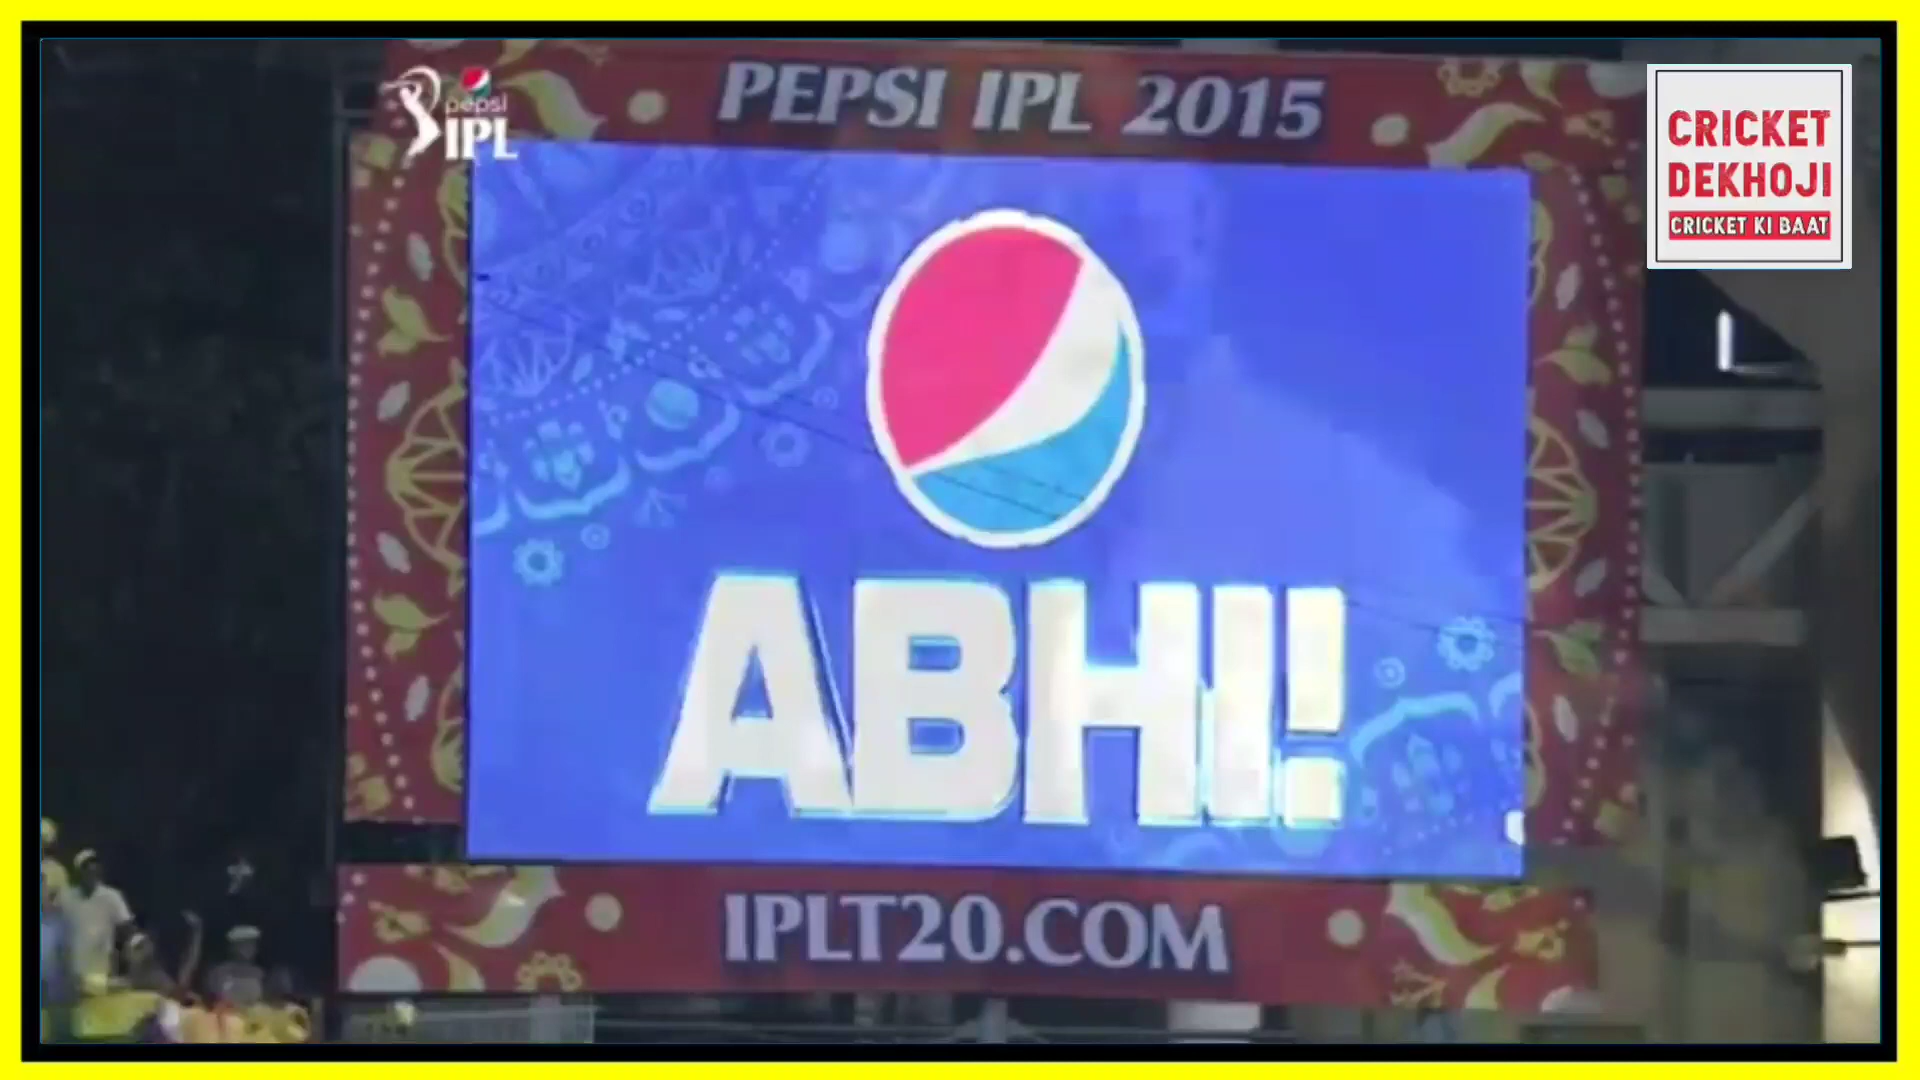 PEPSI IPL 2015
pepsi
IPL
CRICKET
DEKHOJI
CRICKET KI BAAT
ABHI!
IPLT20.COM